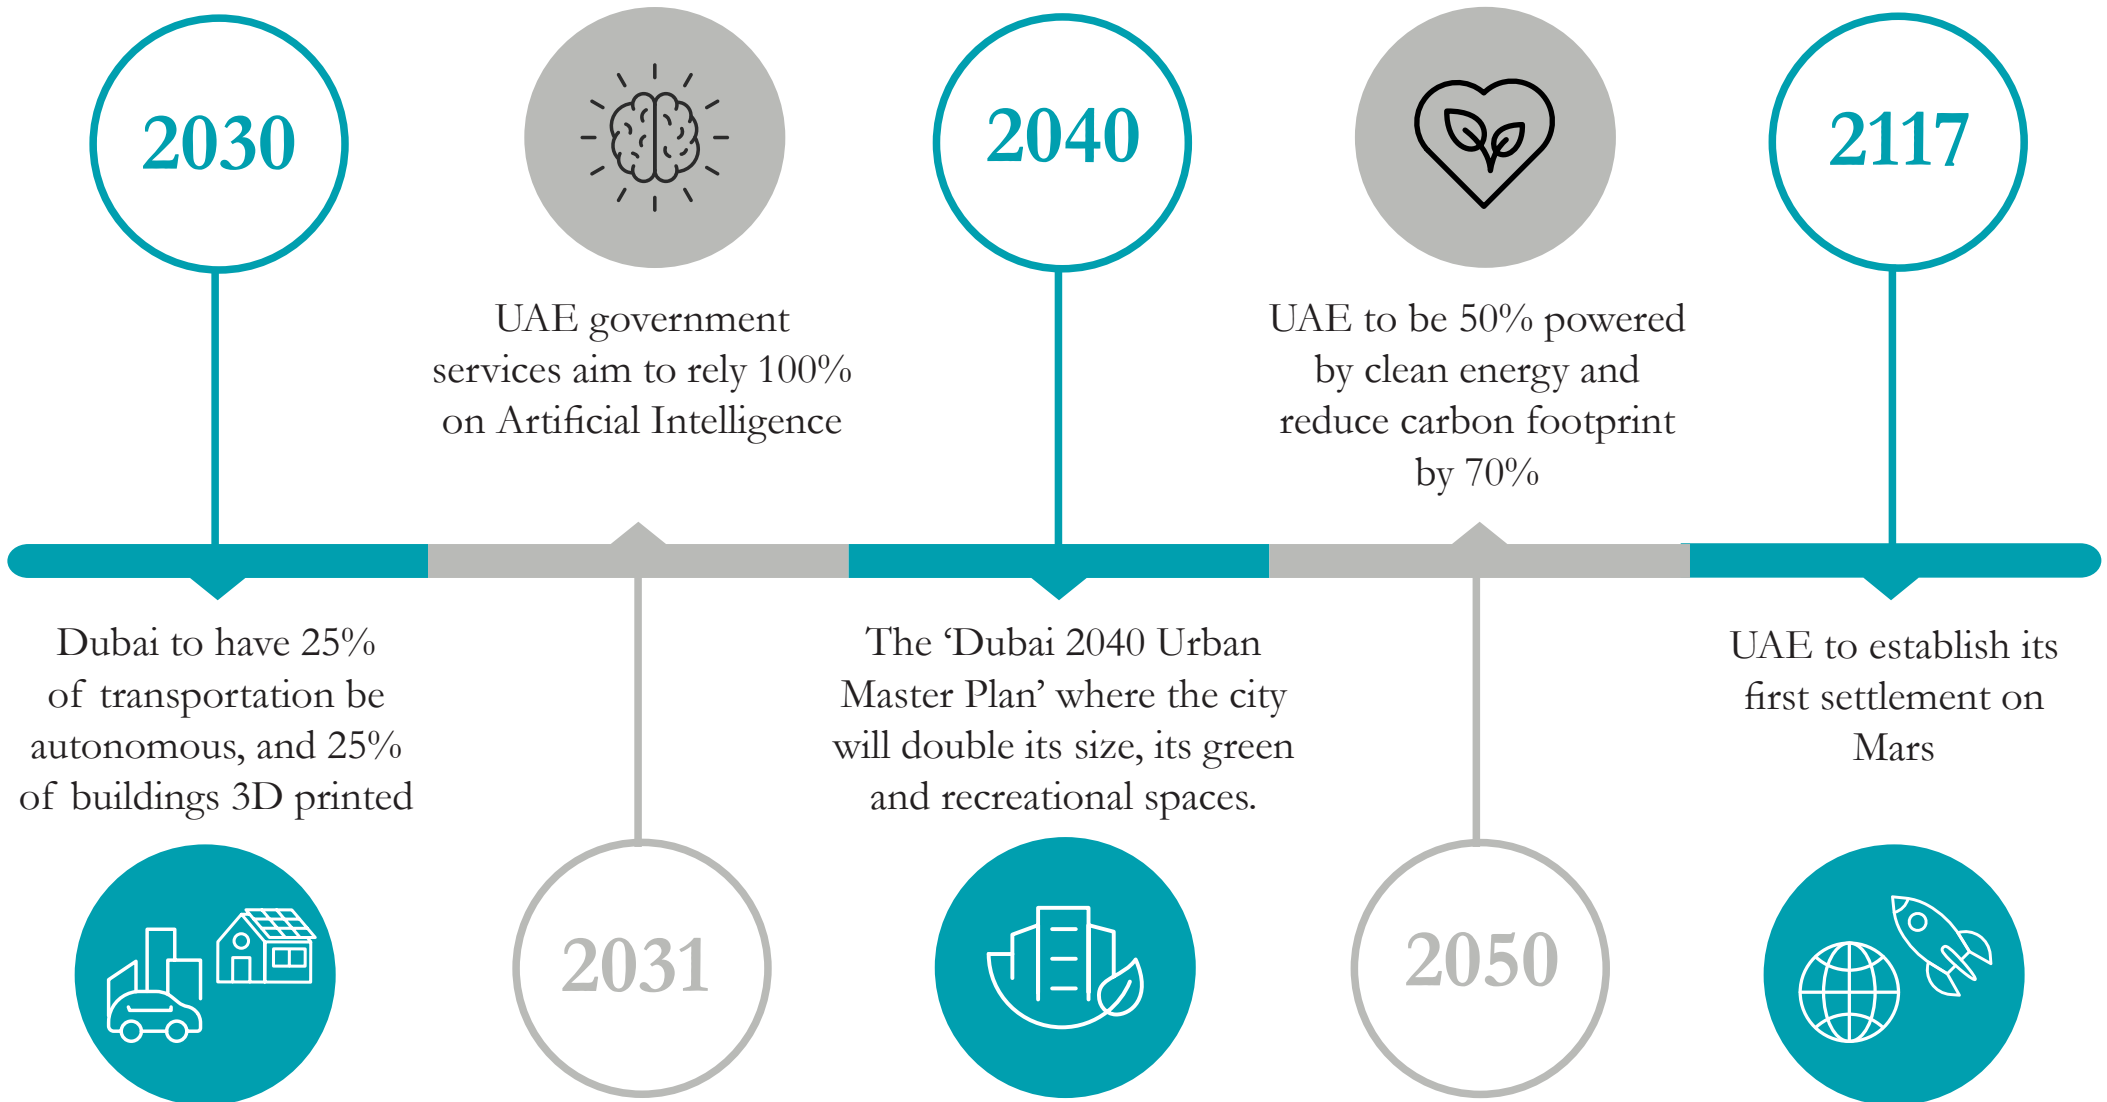 2030
Dubai to have 25%
of transportation be
autonomous, and 25%
of buildings 3D printed
UAE government
services aim to rely 100%
on Artificial Intelligence
2031
2040
The ‘Dubai 2040 Urban
Master Plan’ where the city
will double its size, its green
and recreational spaces.
UAE to be 50% powered
by clean energy and
reduce carbon footprint
by 70%
2050
2117
UAE to establish its
first settlement on
Mars